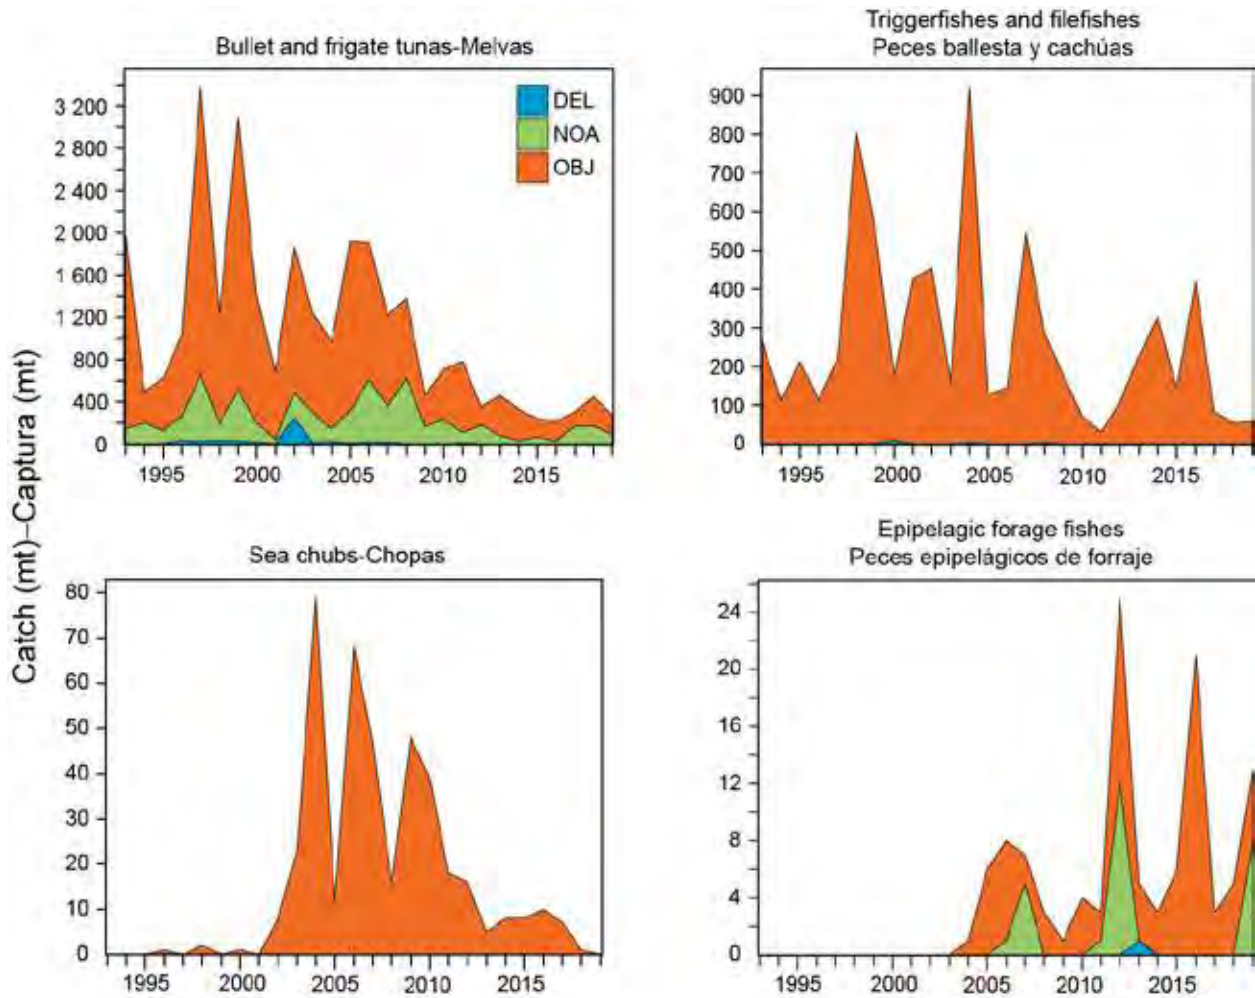 Bullet and frigate tunas-Melvas
3 200
2 800
2 400
2 000
1 600
1 200
800
400
0
1995 2000 2005 2010 2015
DEL
NOA
OBJ
Triggerfishes and filefishes
Peces ballesta y cachúas
900
800
700
600
500
400
300
200
100
0
1995 2000 2005 2010 2015
Catch (mt)–Captura (mt)
Sea chubs-Chopas
80
70
60
50
40
30
20
10
0
1995 2000 2005 2010 2015
Epipelagic forage fishes
Peces epipelágicos de forraje
24
20
16
12
8
4
0
1995 2000 2005 2010 2015